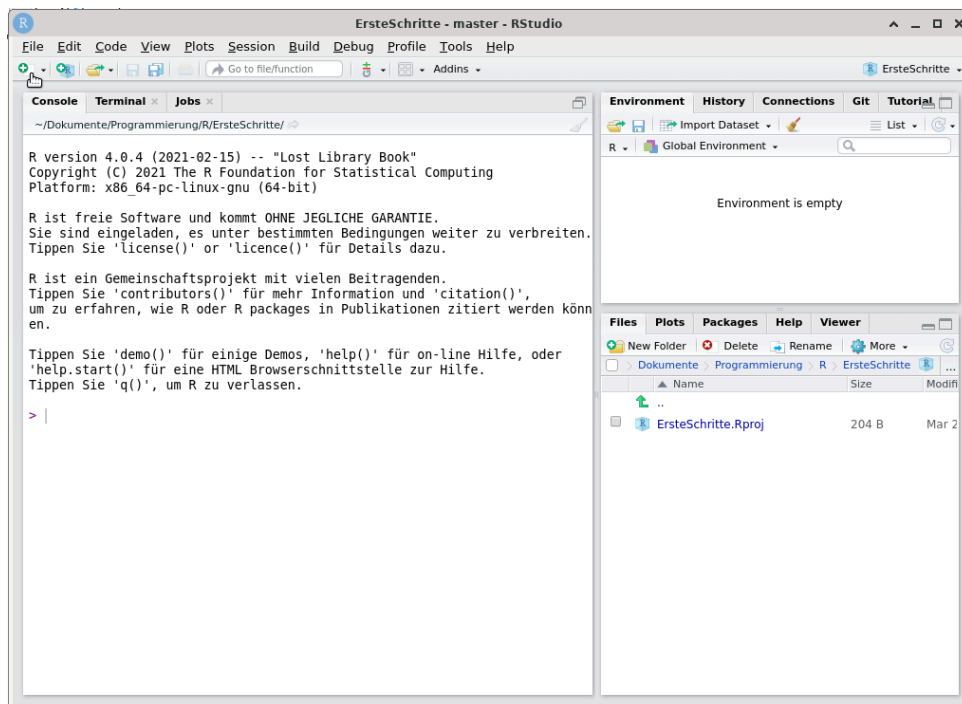 ErsteSchritte - master - RStudio
File Edit Code View Plots Session Build Debug Profile Tools Help
Go to file/function Addins ErsteSchritte
Console Terminal Jobs
~/Dokumente/Programmierung/R/ErsteSchritte/
R version 4.0.4 (2021-02-15) -- "Lost Library Book"
Copyright (C) 2021 The R Foundation for Statistical Computing
Platform: x86_64-pc-linux-gnu (64-bit)
R ist freie Software und kommt OHNE JEGLICHE GARANTIE.
Sie sind eingeladen, es unter bestimmten Bedingungen weiter zu verbreiten.
Tippen Sie 'license()' or 'licence()' für Details dazu.
R ist ein Gemeinschaftsprojekt mit vielen Beitragenden.
Tippen Sie 'contributors()' für mehr Information und 'citation()',
um zu erfahren, wie R oder R packages in Publikationen zitiert werden könn
en.
Tippen Sie 'demo()' für einige Demos, 'help()' für on-line Hilfe, oder
'help.start()' für eine HTML Browserschnittstelle zur Hilfe.
Tippen Sie 'q()', um R zu verlassen.
>
Environment History Connections Git Tutorial
Import Dataset List
R Global Environment
Environment is empty
Files Plots Packages Help Viewer
New Folder Delete Rename More
Dokumente Programmierung R ErsteSchritte ...
Name Size Modifi
..
ErsteSchritte.Rproj 204 B Mar 2